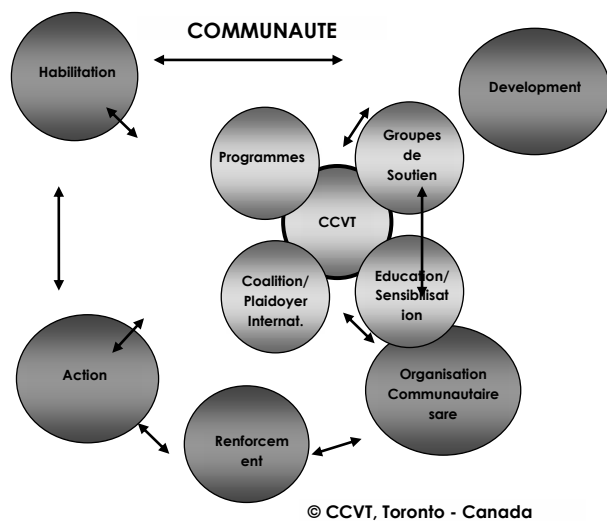 COMMUNAUTE
Habilitation
Development
Programmes
Groupes
de
Soutien
CCVT
Coalition/
Plaidoyer
Internat.
Education/
Sensibilisat
ion
Action
Organisation
Communautaire
sare
Renforcem
ent
© CCVT, Toronto - Canada